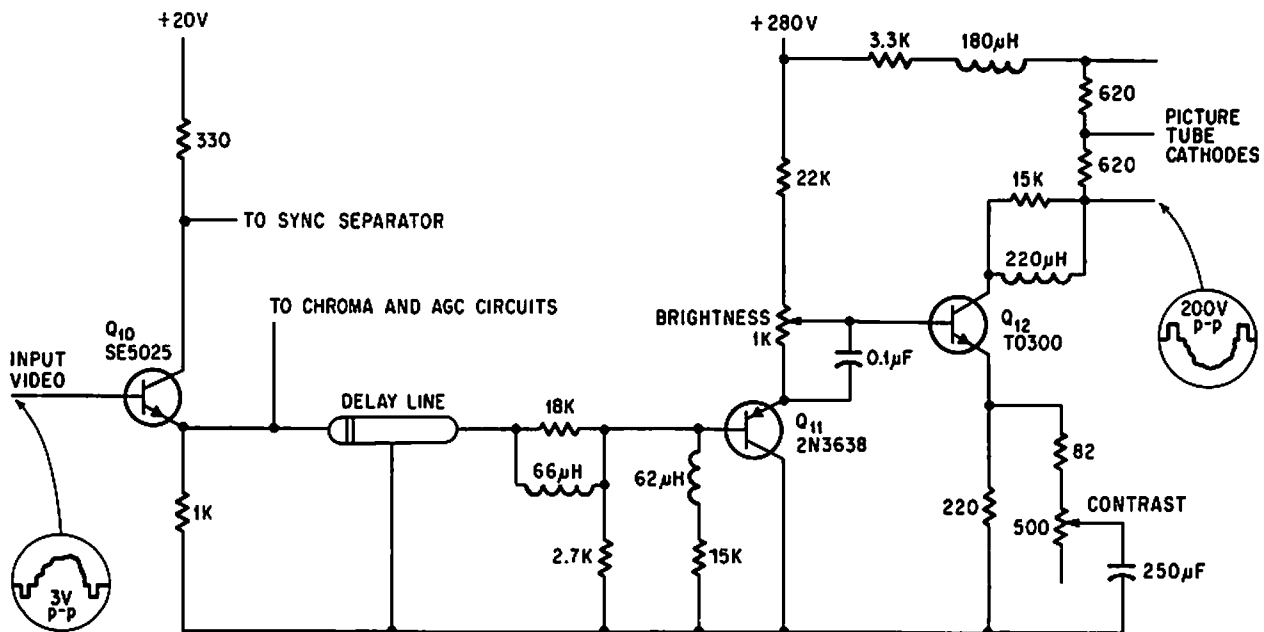 +20V
330
TO SYNC SEPARATOR
TO CHROMA AND AGC CIRCUITS
Q10
SE5025
INPUT
VIDEO
3V
p-p
1K
DELAY LINE
18K
66μH
2.7K
62μH
15K
Q11
2N3638
+280V
3.3K
180μH
22K
BRIGHTNESS
1K
0.1μF
Q12
TO300
15K
220μH
620
620
PICTURE
TUBE
CATHODES
200V
p-p
82
220
500
CONTRAST
250μF